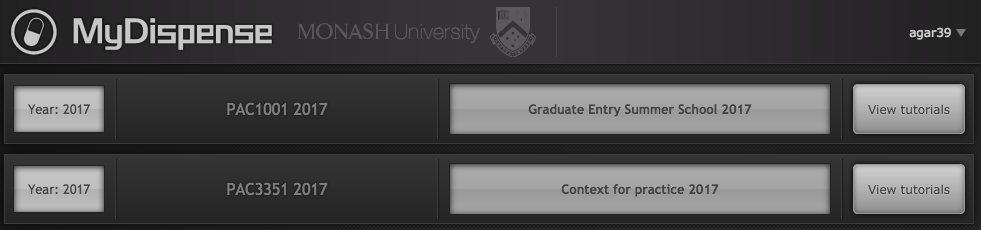 MyDispense MONASH University agar39
Year: 2017 PAC1001 2017 Graduate Entry Summer School 2017 View tutorials
Year: 2017 PAC3351 2017 Context for practice 2017 View tutorials